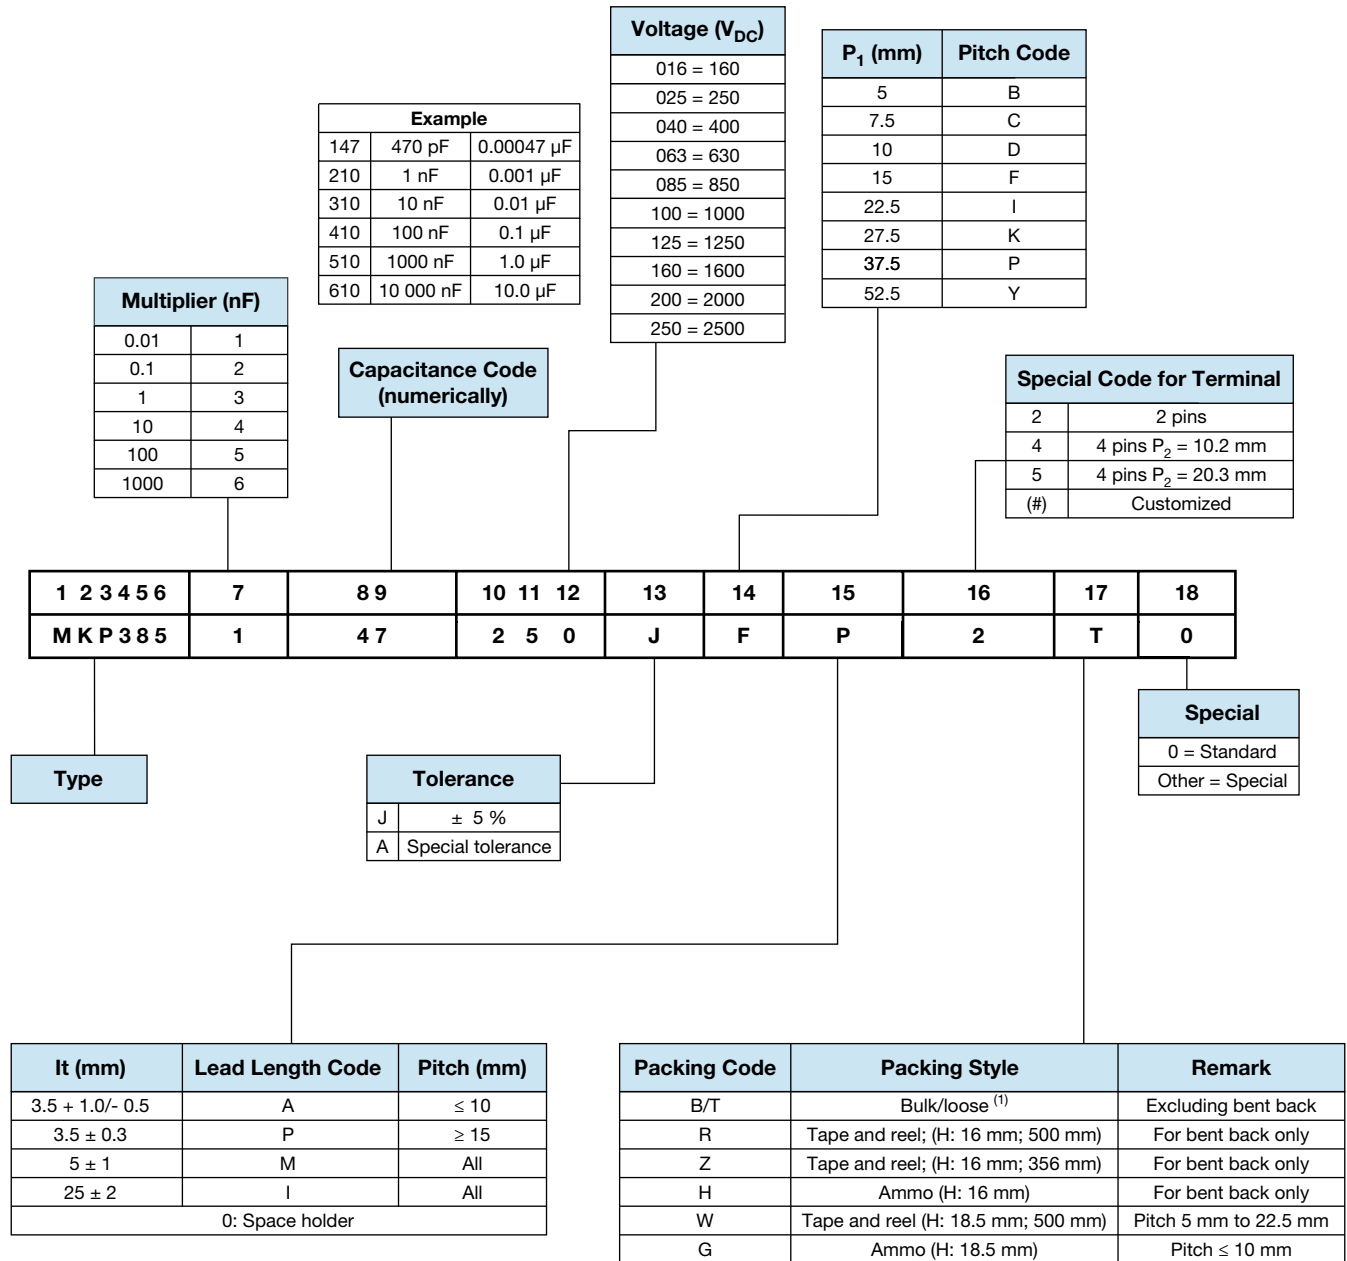 Voltage (VDC)
016 = 160
025 = 250
040 = 400
063 = 630
085 = 850
100 = 1000
125 = 1250
160 = 1600
200 = 2000
250 = 2500
P1 (mm) Pitch Code
5 B
7.5 C
10 D
15 F
22.5 I
27.5 K
37.5 P
52.5 Y
Example
147 470 pF 0.00047 µF
210 1 nF 0.001 µF
310 10 nF 0.01 µF
410 100 nF 0.1 µF
510 1000 nF 1.0 µF
610 10 000 nF 10.0 µF
Multiplier (nF)
0.01 1
0.1 2
1 3
10 4
100 5
1000 6
Capacitance Code
(numerically)
Special Code for Terminal
2 2 pins
4 4 pins P2 = 10.2 mm
5 4 pins P2 = 20.3 mm
(#) Customized
1 2 3 4 5 6 7 8 9 10 11 12 13 14 15 16 17 18
M K P 3 8 5 1 4 7 2 5 0 J F P 2 T 0
Type
Tolerance
J ± 5 %
A Special tolerance
Special
0 = Standard
Other = Special
It (mm) Lead Length Code Pitch (mm)
3.5 + 1.0/- 0.5 A ≤ 10
3.5 ± 0.3 P ≥ 15
5 ± 1 M All
25 ± 2 I All
0: Space holder
Packing Code Packing Style Remark
B/T Bulk/loose (1) Excluding bent back
R Tape and reel; (H: 16 mm; 500 mm) For bent back only
Z Tape and reel; (H: 16 mm; 356 mm) For bent back only
H Ammo (H: 16 mm) For bent back only
W Tape and reel (H: 18.5 mm; 500 mm) Pitch 5 mm to 22.5 mm
G Ammo (H: 18.5 mm) Pitch ≤ 10 mm